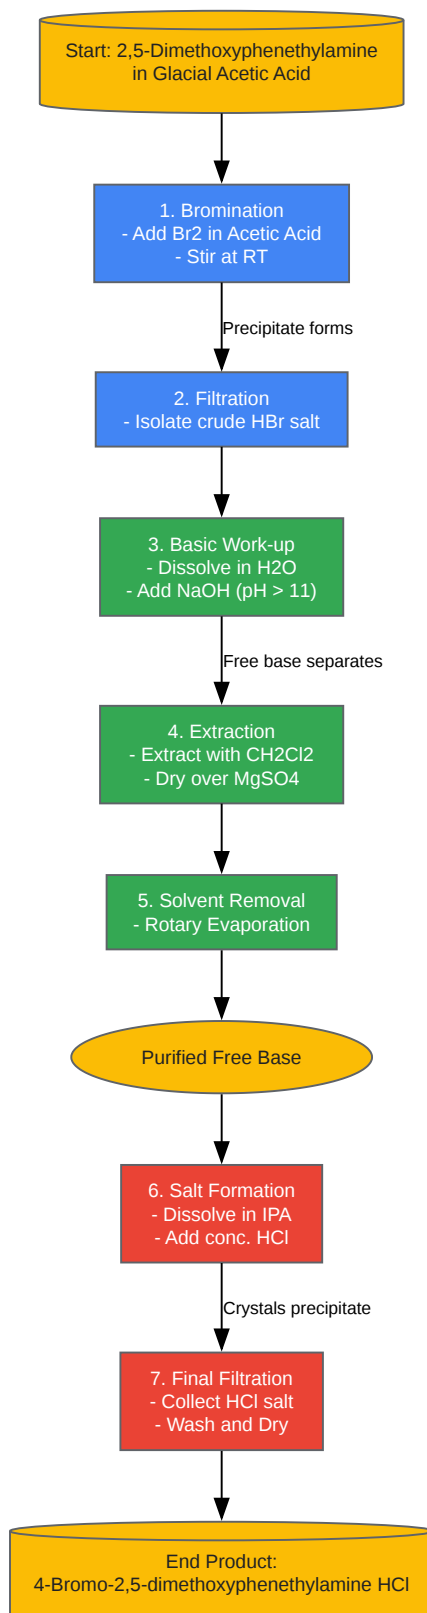 Start: 2,5-Dimethoxyphenethylamine
in Glacial Acetic Acid
1. Bromination
- Add Br2 in Acetic Acid
- Stir at RT
Precipitate forms
2. Filtration
- Isolate crude HBr salt
3. Basic Work-up
- Dissolve in H2O
- Add NaOH (pH > 11)
Free base separates
4. Extraction
- Extract with CH2Cl2
- Dry over MgSO4
5. Solvent Removal
- Rotary Evaporation
Purified Free Base
6. Salt Formation
- Dissolve in IPA
- Add conc. HCl
Crystals precipitate
7. Final Filtration
- Collect HCl salt
- Wash and Dry
End Product:
4-Bromo-2,5-dimethoxyphenethylamine HCl